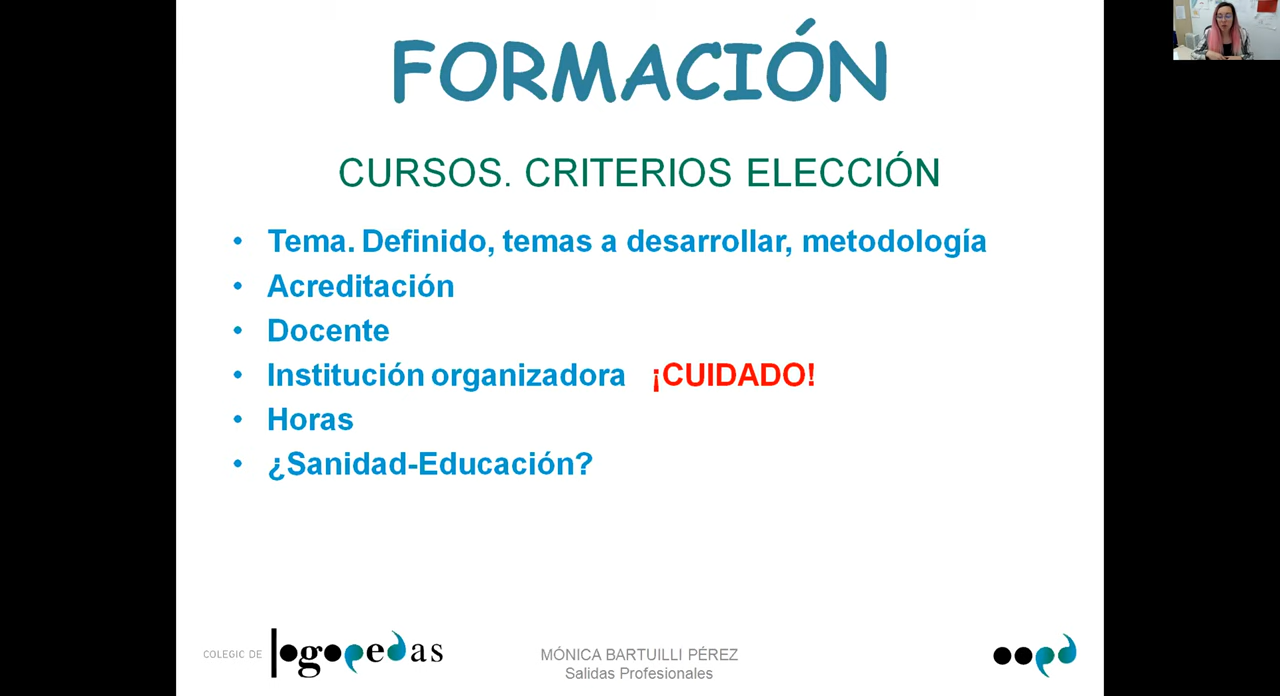 FORMACIÓN
CURSOS. CRITERIOS ELECCIÓN
• Tema. Definido, temas a desarrollar, metodología
• Acreditación
• Docente
• Institución organizadora ¡CUIDADO!
• Horas
• ¿Sanidad-Educación?
COLEGIC DE logopedas
MÓNICA BARTUILLI PÉREZ
Salidas Profesionales